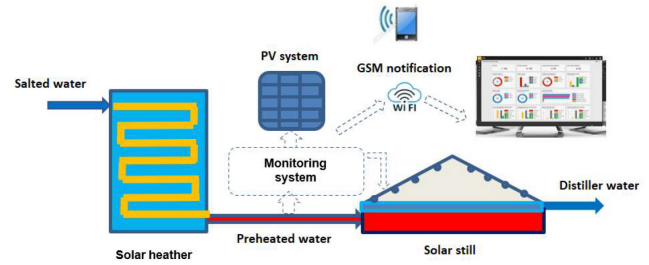 PV system
Salted water
GSM notification
Wi FI
Monitoring
system
Distiller water
Preheated water
Solar still
Solar heather